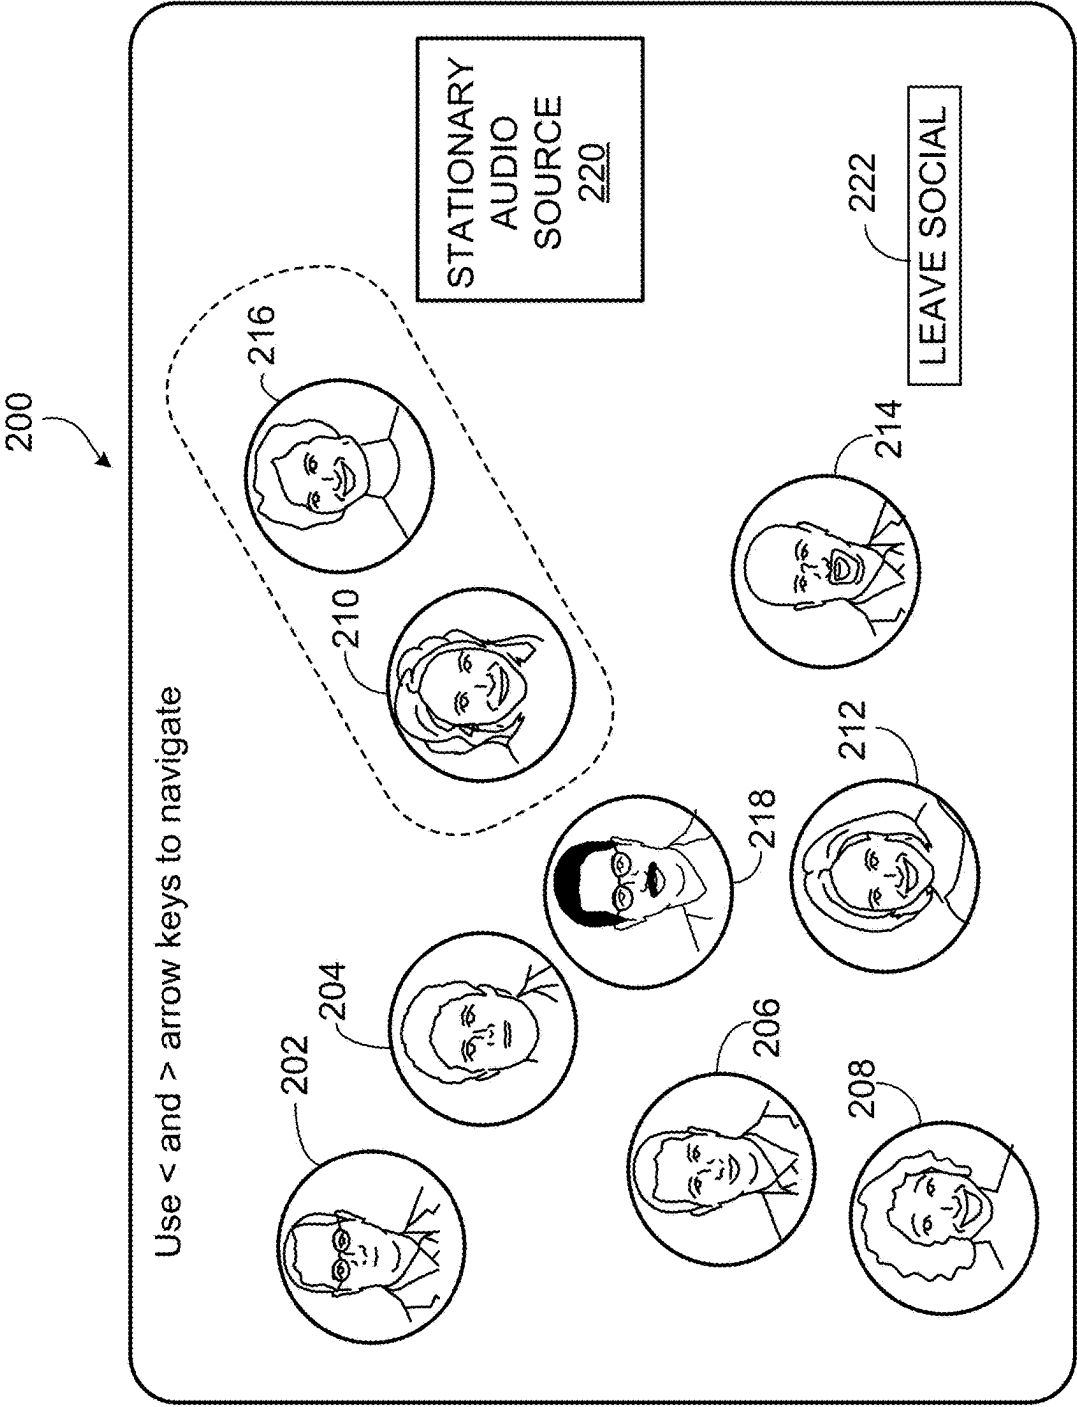 200
Use < and > arrow keys to navigate
202
204
210
216
STATIONARY
AUDIO
SOURCE
220
218
206
208
212
214
222
LEAVE SOCIAL